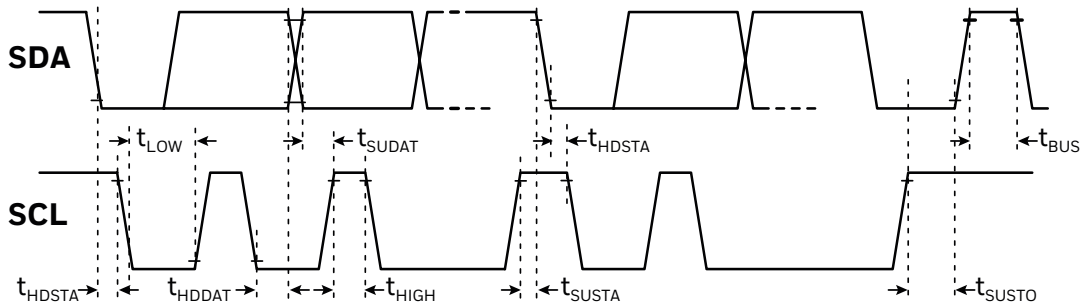 SDA
tLOW
tSUDAT
tHDSTA
tBUS
SCL
tHDSTA
tHDDAT
tHIGH
tSUSTA
tSUSTO